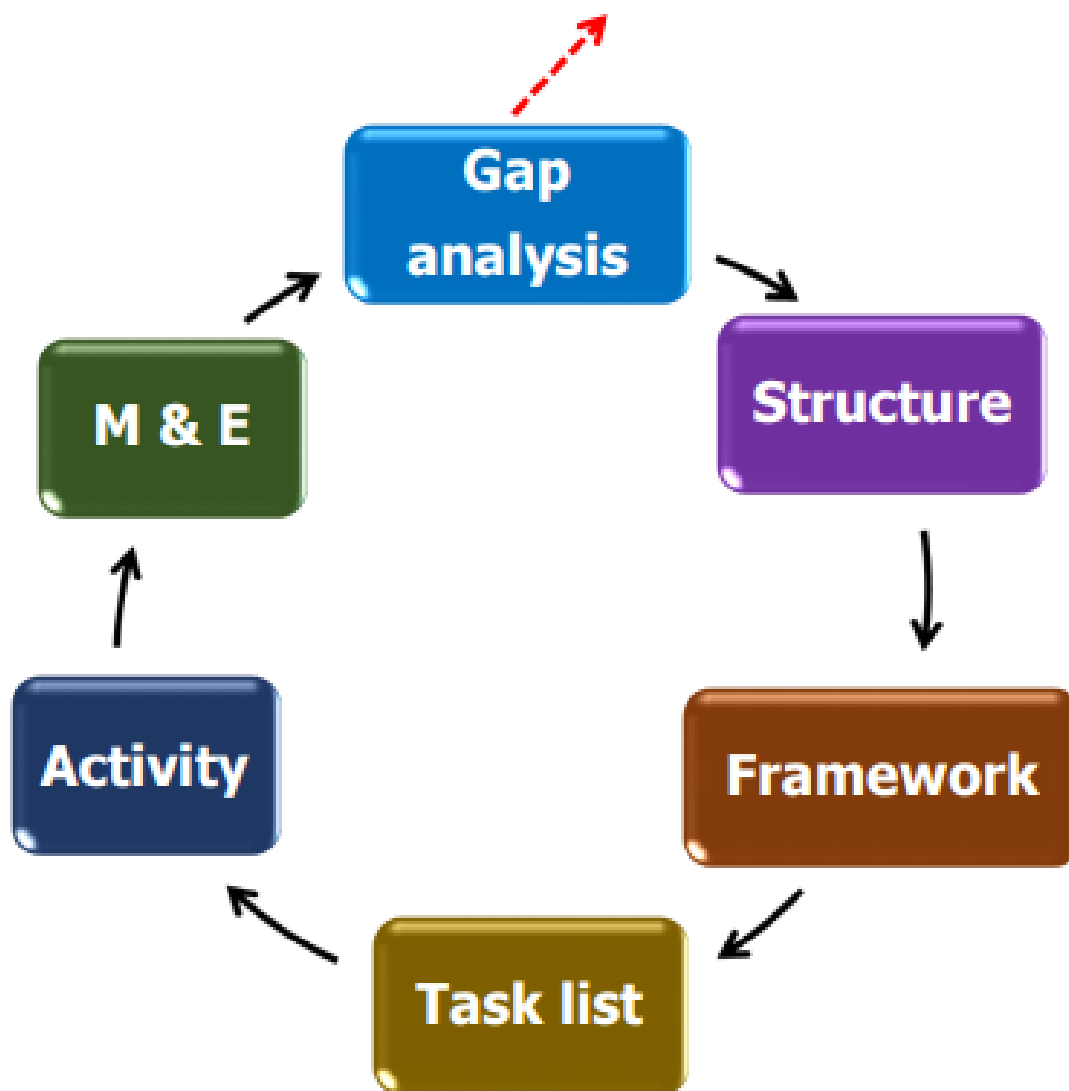 Gap
analysis
Structure
Framework
Task list
Activity
M & E